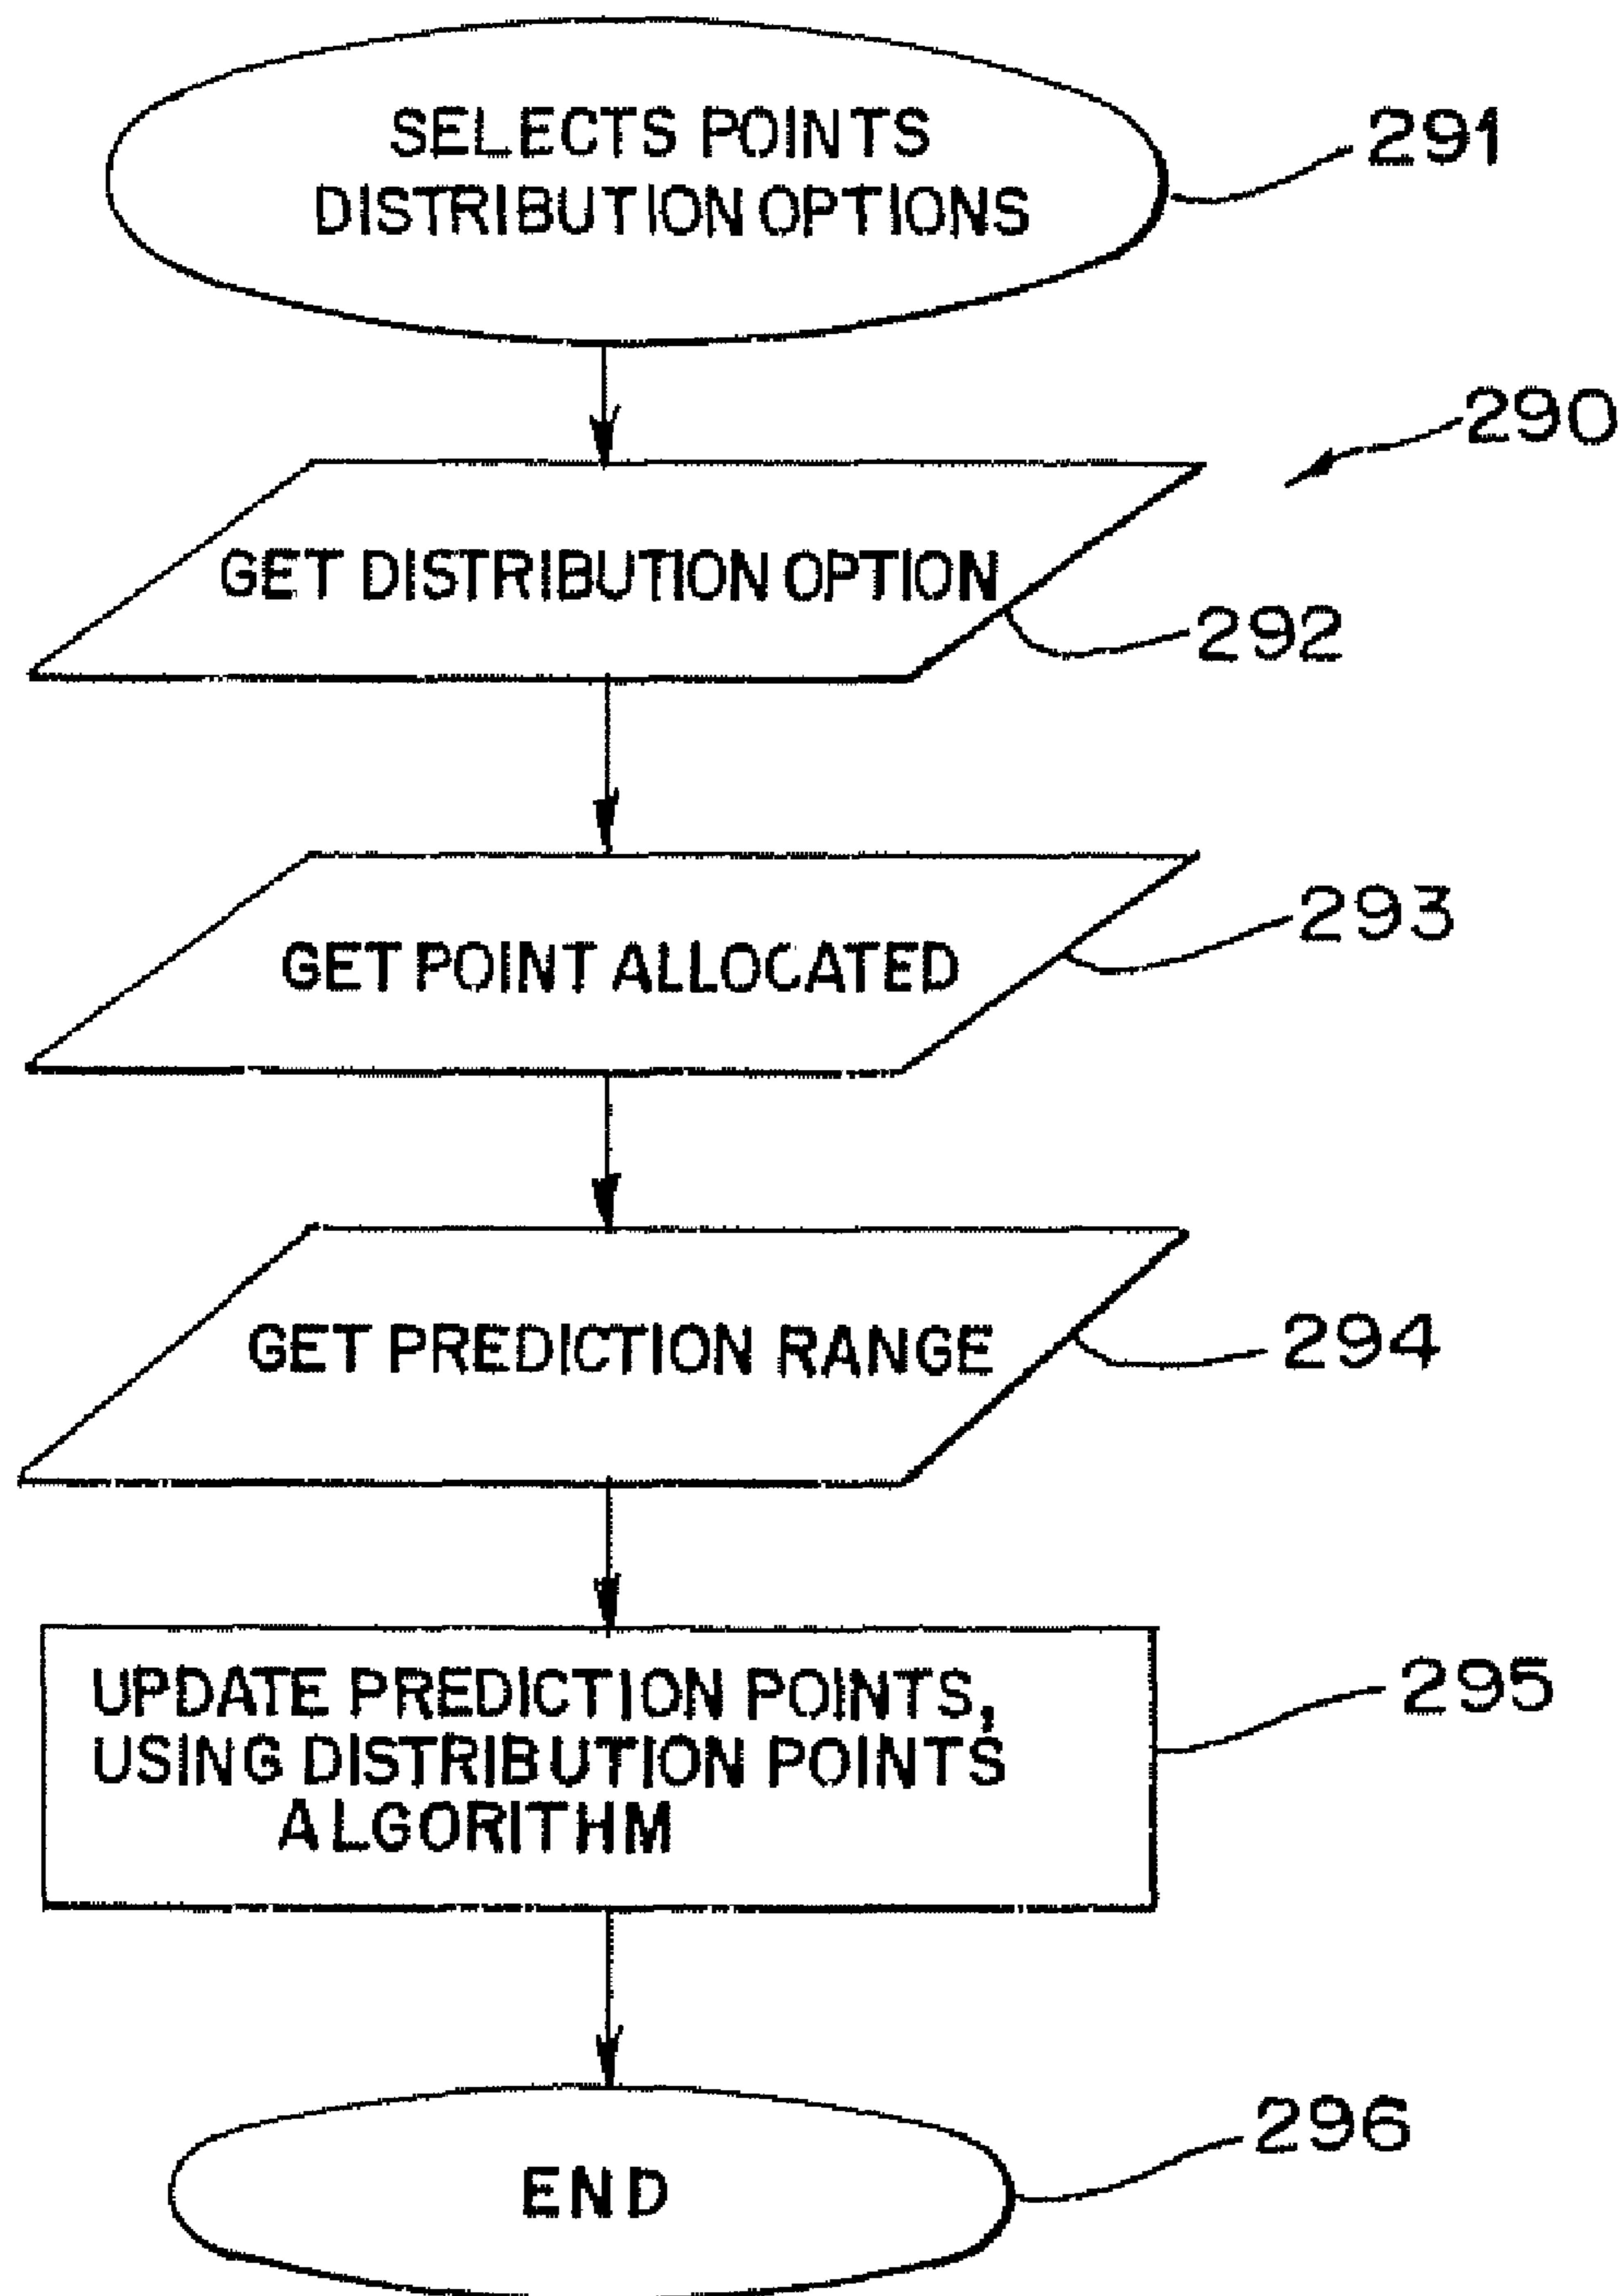 SELECTS POINTS
DISTRIBUTION OPTIONS
291
290
GET DISTRIBUTION OPTION
292
GET POINT ALLOCATED
293
GET PREDICTION RANGE
294
UPDATE PREDICTION POINTS,
USING DISTRIBUTION POINTS
ALGORITHM
295
END
296